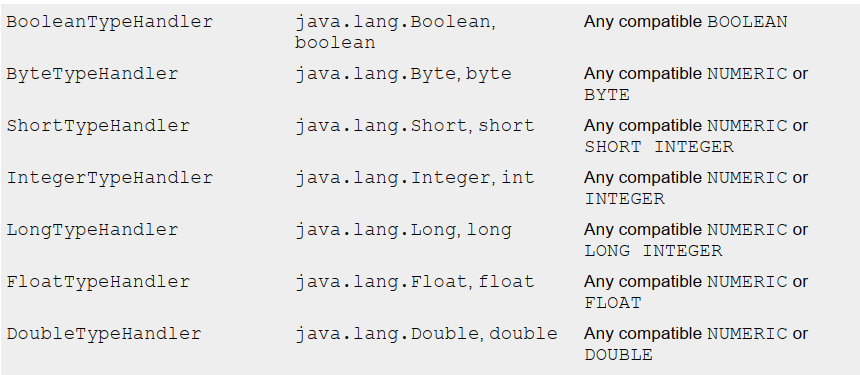 BooleanTypeHandler java.lang.Boolean, Any compatible BOOLEAN
boolean
ByteTypeHandler java.lang.Byte, byte Any compatible NUMERIC or
BYTE
ShortTypeHandler java.lang.Short, short Any compatible NUMERIC or
SHORT INTEGER
IntegerTypeHandler java.lang.Integer, int Any compatible NUMERIC or
INTEGER
LongTypeHandler java.lang.Long, long Any compatible NUMERIC or
LONG INTEGER
FloatTypeHandler java.lang.Float, float Any compatible NUMERIC or
FLOAT
DoubleTypeHandler java.lang.Double, double Any compatible NUMERIC or
DOUBLE